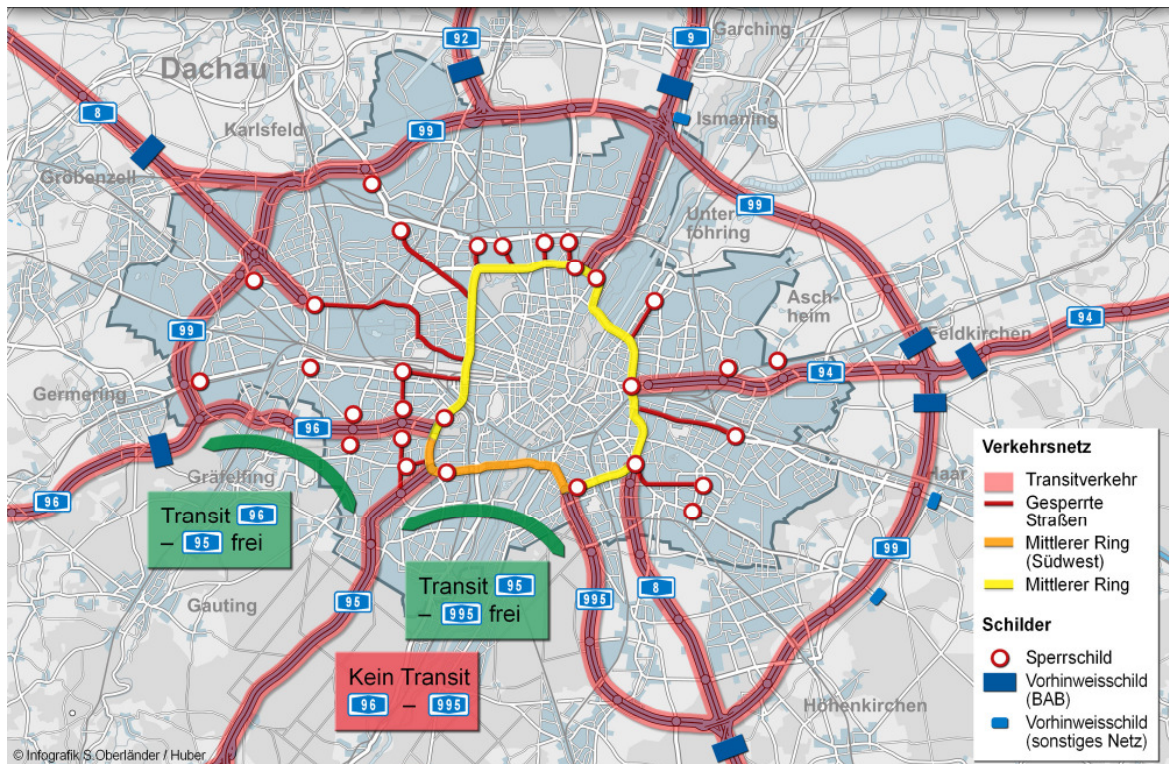 92
9
Garching
Dachau
8
Ismaning
Karlsfeld
99
Gröbenzell
99
Unter
föhring
Asch-
heim
99
94
Feldkirchen
94
Germering
96
Gräfelfing
96
Haar
Transit 96
– 95 frei
99
Transit 95
– 995 frei
Gauting
95
995
8
Kein Transit
96 – 995
Höhenkirchen
Verkehrsnetz
Transitverkehr
Gesperrte
Straßen
Mittlerer Ring
(Südwest)
Mittlerer Ring
Schilder
Sperrschild
Vorhinweisschild
(BAB)
Vorhinweisschild
(sonstiges Netz)
© Infografik S.Oberländer / Huber